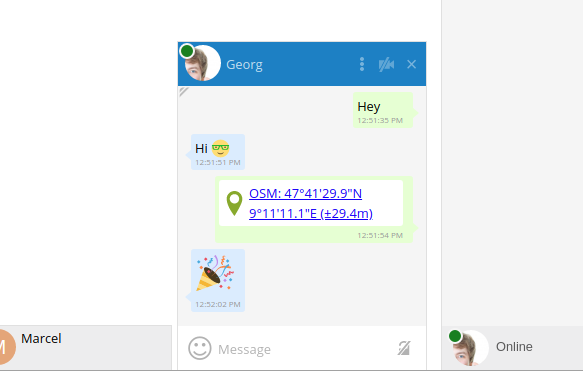 Georg
Hey
12:51:35 PM
Hi 🤓
12:51:51 PM
OSM: 47°41'29.9"N
9°11'11.1"E (±29.4m)
12:51:54 PM
🎉
12:52:02 PM
M
Marcel
Message
Online